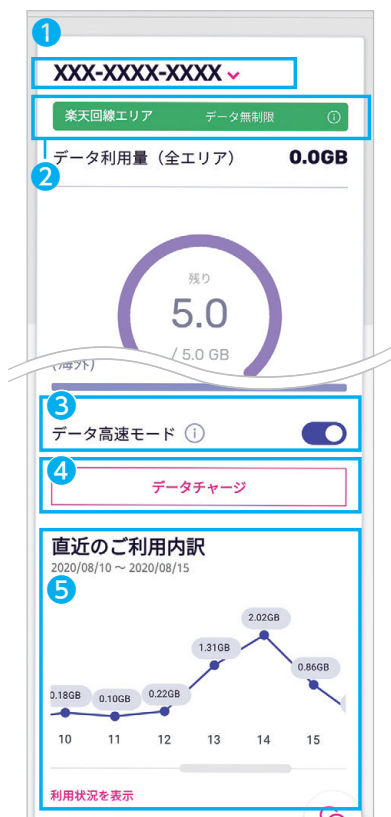 1
XXX-XXXX-XXXX
楽天回線エリア データ無制限
2
データ利用量（全エリア） 0.0GB
残り
5.0
/ 5.0 GB
(海外)
3
データ高速モード
4
データチャージ
直近のご利用内訳
2020/08/10 ～ 2020/08/15
5
2.02GB
1.31GB
0.86GB
0.18GB 0.10GB 0.22GB
10 11 12 13 14 15
利用状況を表示